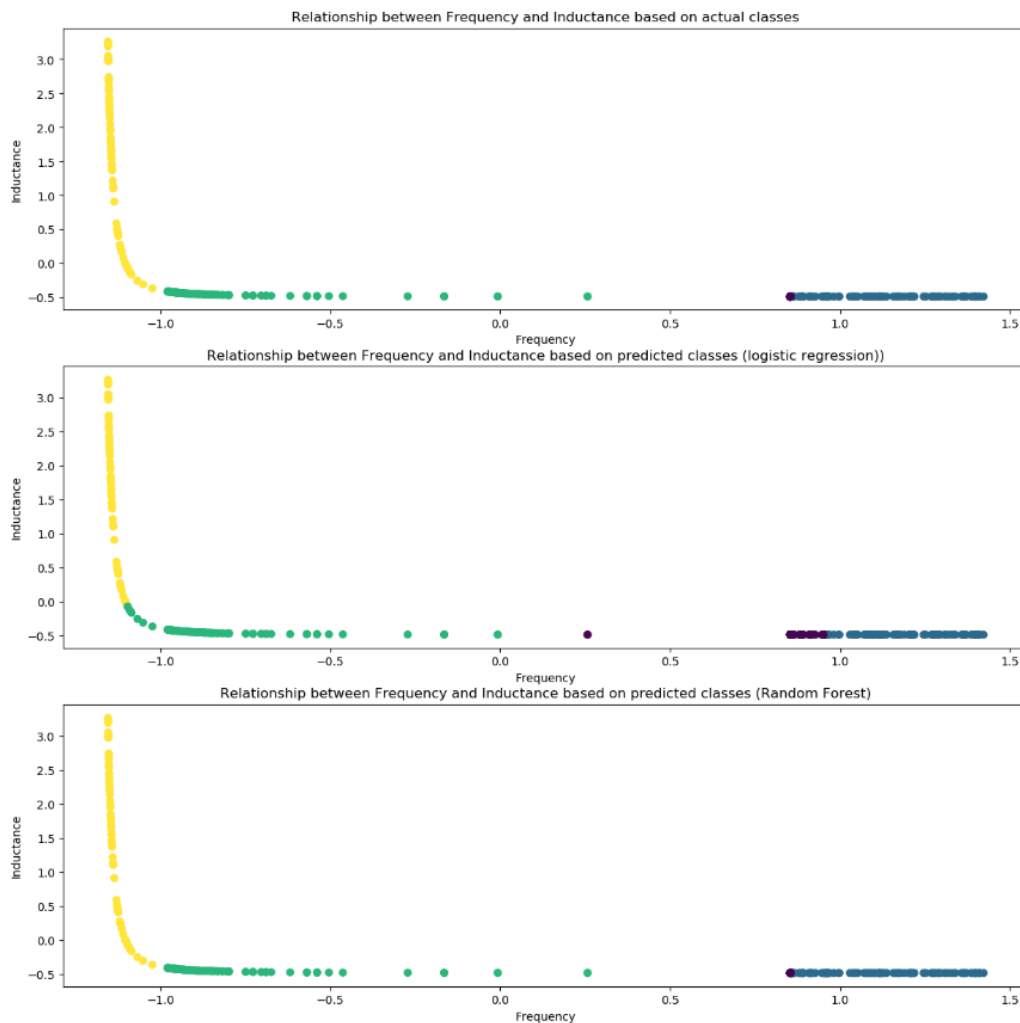 Relationship between Frequency and Inductance based on actual classes
3.0
2.5
2.0
1.5
1.0
0.5
0.0
−0.5
Inductance
−1.0 −0.5 0.0 0.5 1.0 1.5
Frequency
Relationship between Frequency and Inductance based on predicted classes (logistic regression))
3.0
2.5
2.0
1.5
1.0
0.5
0.0
−0.5
Inductance
−1.0 −0.5 0.0 0.5 1.0 1.5
Frequency
Relationship between Frequency and Inductance based on predicted classes (Random Forest)
3.0
2.5
2.0
1.5
1.0
0.5
0.0
−0.5
Inductance
−1.0 −0.5 0.0 0.5 1.0 1.5
Frequency